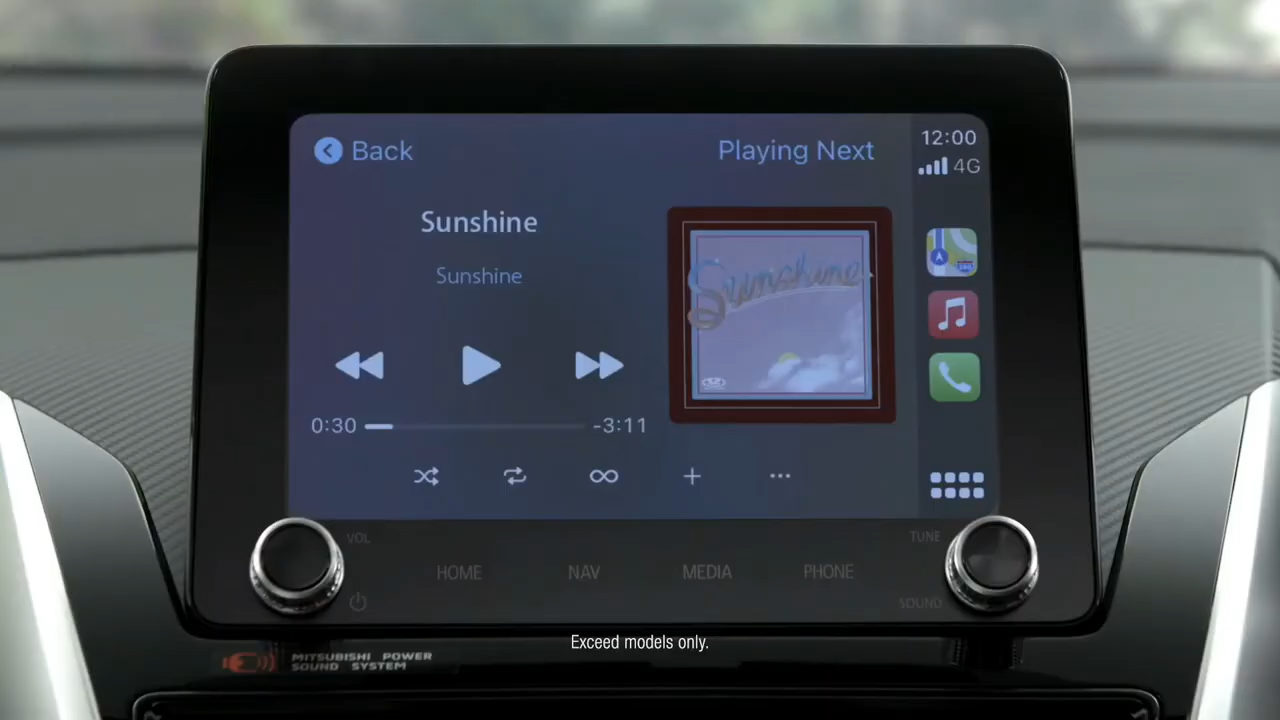 Back
Playing Next
12:00
4G
Sunshine
Sunshine
Sunshine
0:30
-3:11
VOL
TUNE
HOME
NAV
MEDIA
PHONE
SOUND
Exceed models only.
MITSUBISHI POWER
SOUND SYSTEM